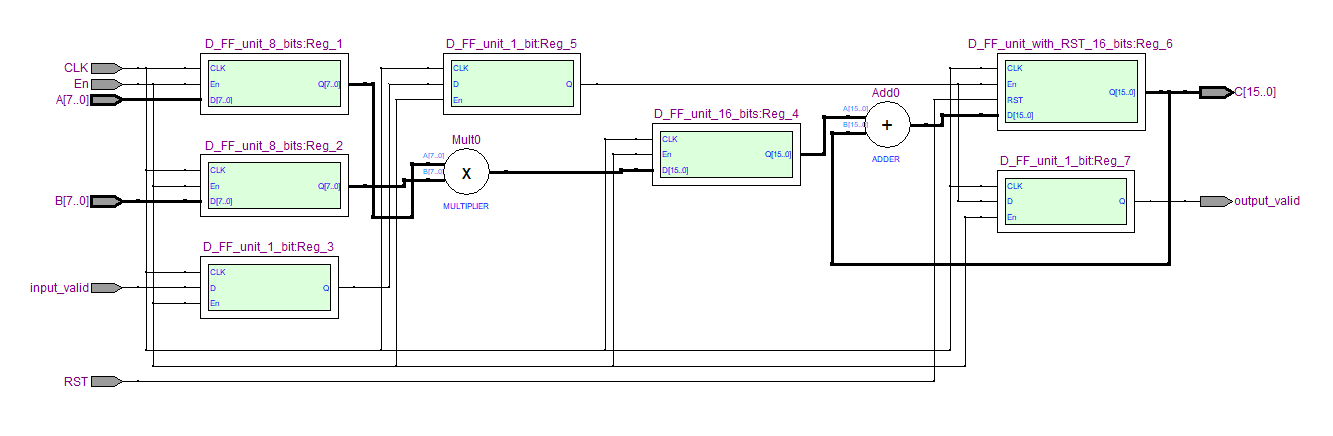 D_FF_unit_8_bits:Reg_1
CLK
En
D[7..0]
Q[7..0]
D_FF_unit_1_bit:Reg_5
CLK
D
En
Q
D_FF_unit_with_RST_16_bits:Reg_6
CLK
En
RST
D[15..0]
Q[15..0]
CLK
En
A[7..0]
C[15..0]
D_FF_unit_16_bits:Reg_4
CLK
En
D[15..0]
Q[15..0]
Add0
A[15..0]
B[15..0]
+
ADDER
D_FF_unit_8_bits:Reg_2
CLK
En
D[7..0]
Q[7..0]
Mult0
A[7..0]
B[7..0]
X
MULTIPLIER
B[7..0]
D_FF_unit_1_bit:Reg_7
CLK
D
En
Q
output_valid
D_FF_unit_1_bit:Reg_3
CLK
D
En
Q
input_valid
RST